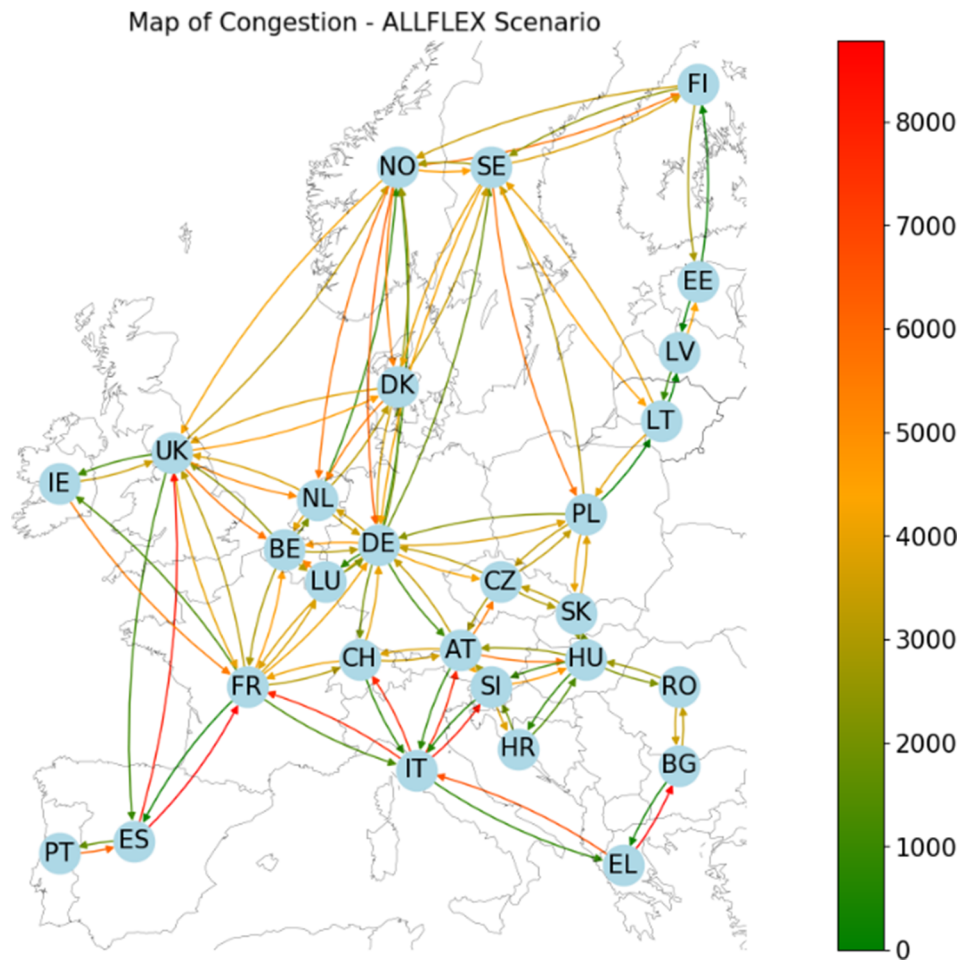 Map of Congestion - ALLFLEX Scenario
FI
8000
NO
SE
7000
EE
6000
LV
DK
LT
5000
UK
IE
NL
PL
4000
BE
DE
LU
CZ
SK
3000
CH
AT
HU
FR
SI
RO
2000
HR
IT
BG
1000
PT
ES
EL
0